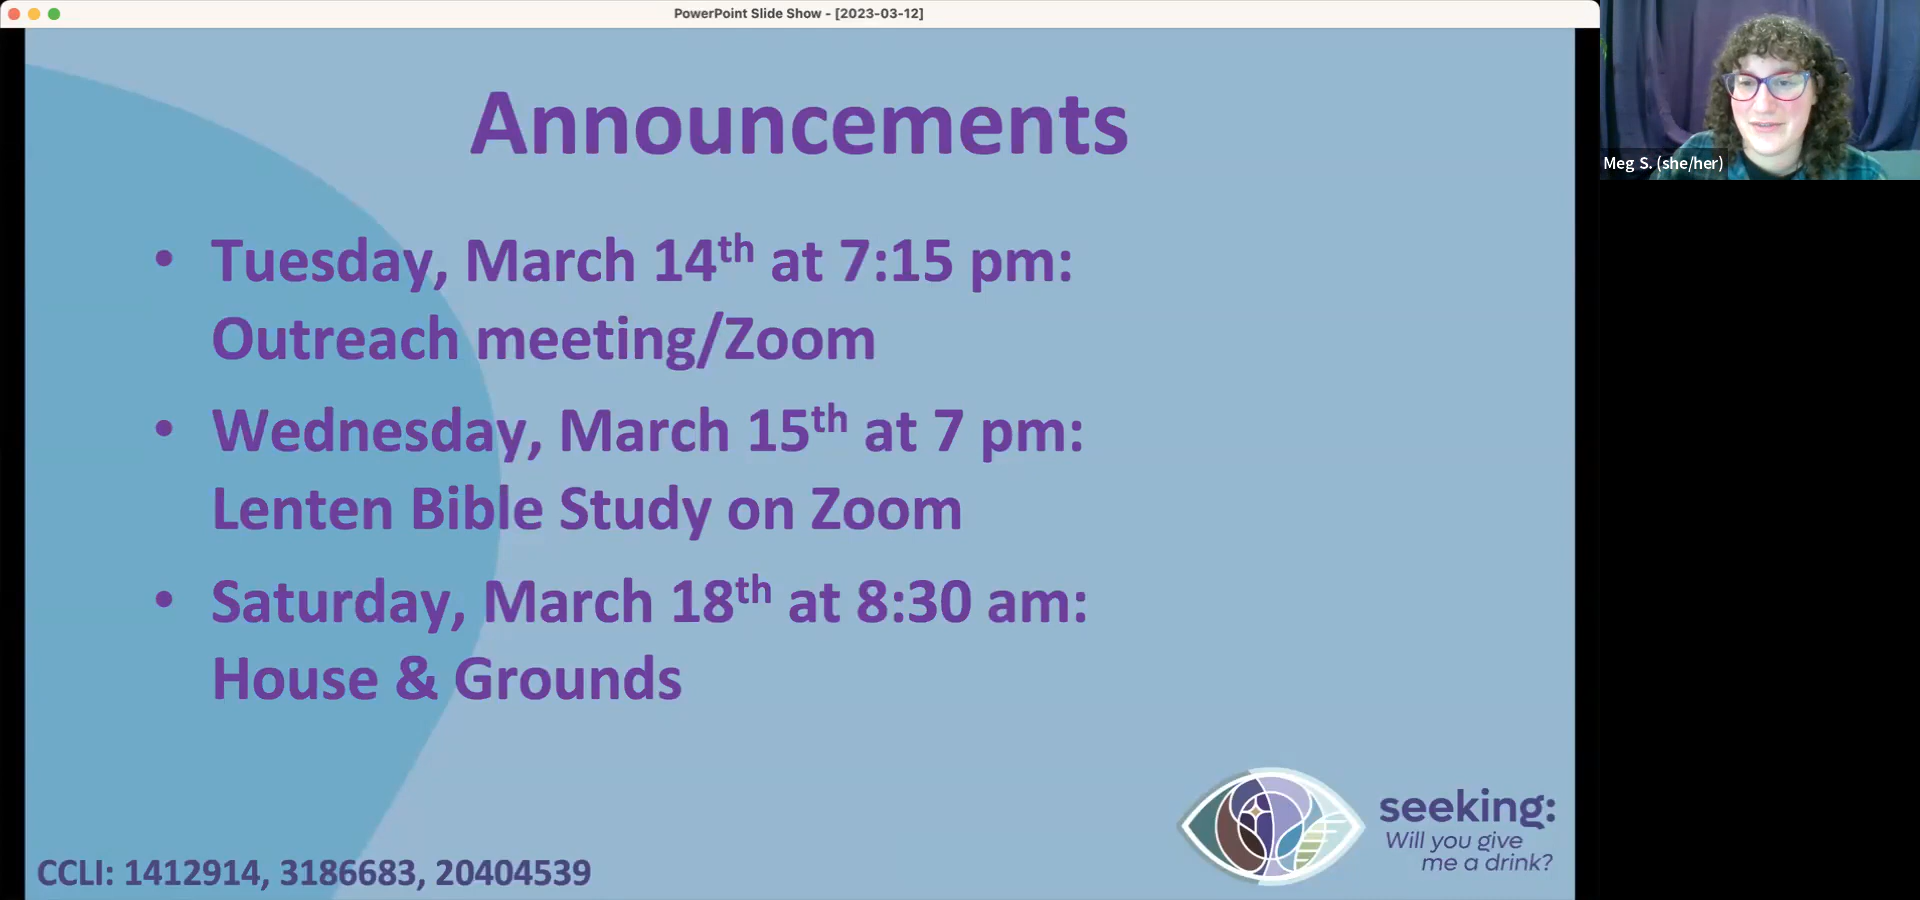 PowerPoint Slide Show - [2023-03-12]
Announcements
• Tuesday, March 14th at 7:15 pm:
Outreach meeting/Zoom
• Wednesday, March 15th at 7 pm:
Lenten Bible Study on Zoom
• Saturday, March 18th at 8:30 am:
House & Grounds
seeking:
Will you give
me a drink?
CCLI: 1412914, 3186683, 20404539
Meg S. (she/her)